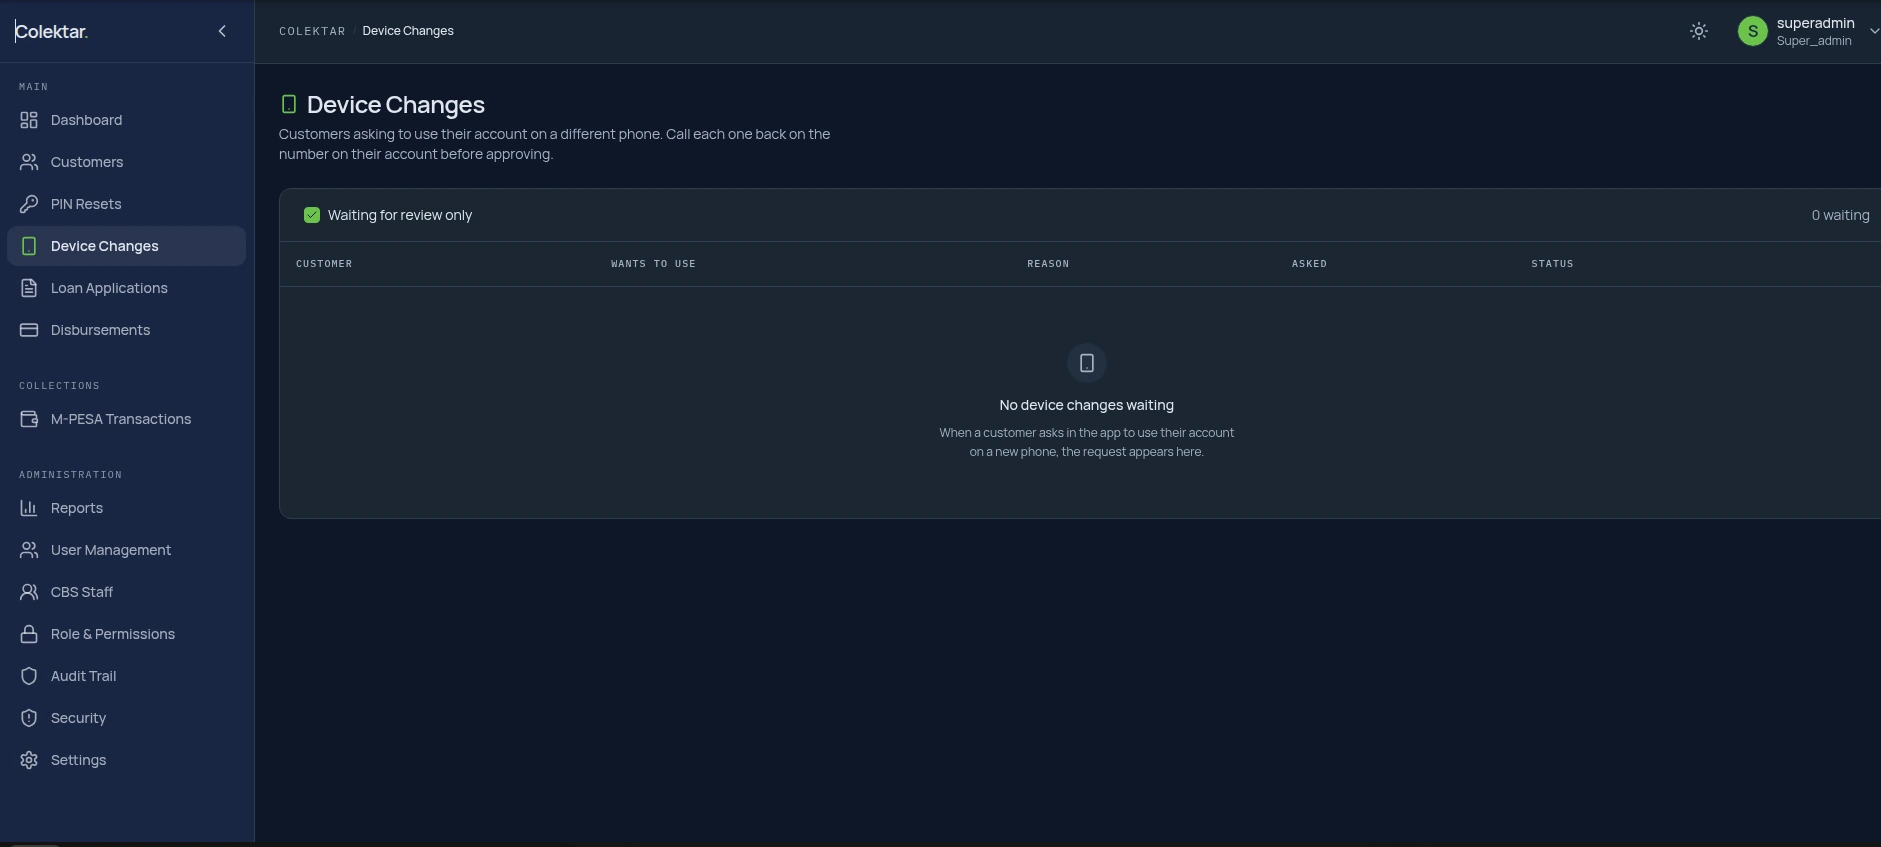 Colektar.
COLEKTAR / Device Changes
superadmin
Super_admin
S
MAIN
Dashboard
Customers
PIN Resets
Device Changes
Loan Applications
Disbursements
COLLECTIONS
M-PESA Transactions
ADMINISTRATION
Reports
User Management
CBS Staff
Role & Permissions
Audit Trail
Security
Settings
Device Changes
Customers asking to use their account on a different phone. Call each one back on the
number on their account before approving.
Waiting for review only
0 waiting
CUSTOMER WANTS TO USE REASON ASKED STATUS
No device changes waiting
When a customer asks in the app to use their account
on a new phone, the request appears here.